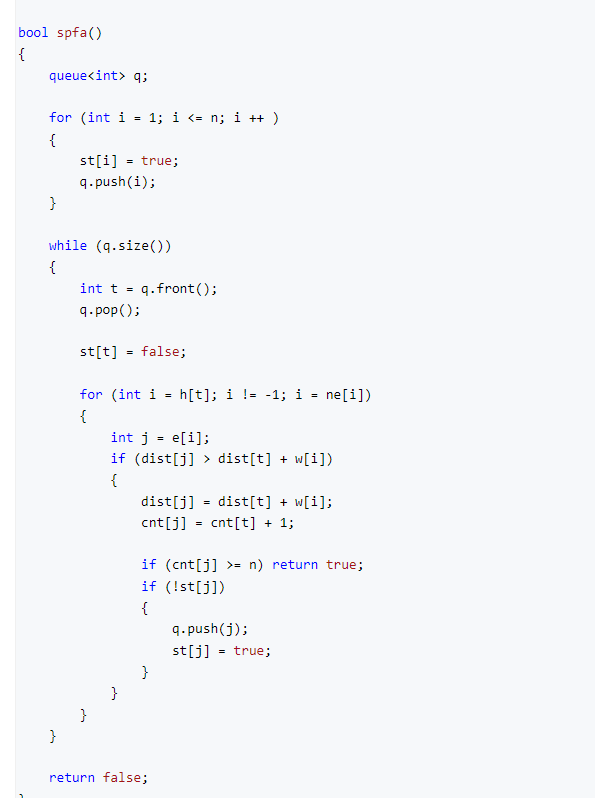 bool spfa()
{
    queue<int> q;

    for (int i = 1; i <= n; i ++ )
    {
        st[i] = true;
        q.push(i);
    }

    while (q.size())
    {
        int t = q.front();
        q.pop();

        st[t] = false;

        for (int i = h[t]; i != -1; i = ne[i])
        {
            int j = e[i];
            if (dist[j] > dist[t] + w[i])
            {
                dist[j] = dist[t] + w[i];
                cnt[j] = cnt[t] + 1;

                if (cnt[j] >= n) return true;
                if (!st[j])
                {
                    q.push(j);
                    st[j] = true;
                }
            }
        }
    }

    return false;
}